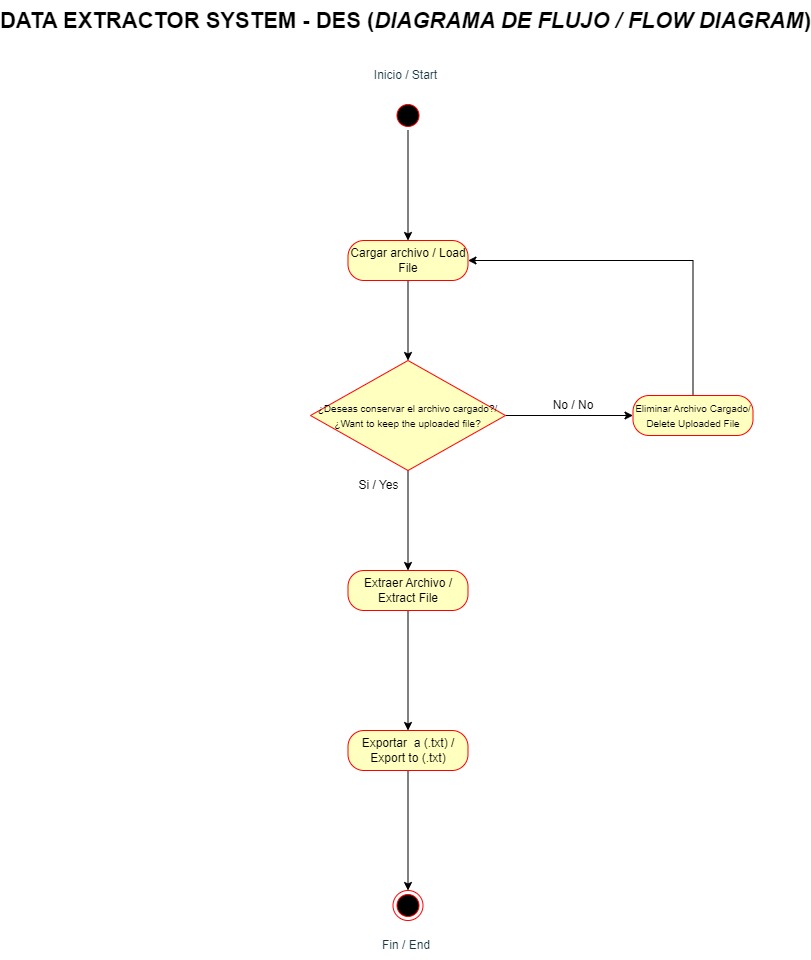 DATA EXTRACTOR SYSTEM - DES (DIAGRAMA DE FLUJO / FLOW DIAGRAM)
Inicio / Start
Cargar archivo / Load
File
¿Deseas conservar el archivo cargado?/
¿Want to keep the uploaded file?
No / No
Eliminar Archivo Cargado/
Delete Uploaded File
Si / Yes
Extraer Archivo /
Extract File
Exportar  a (.txt) /
Export to (.txt)
Fin / End